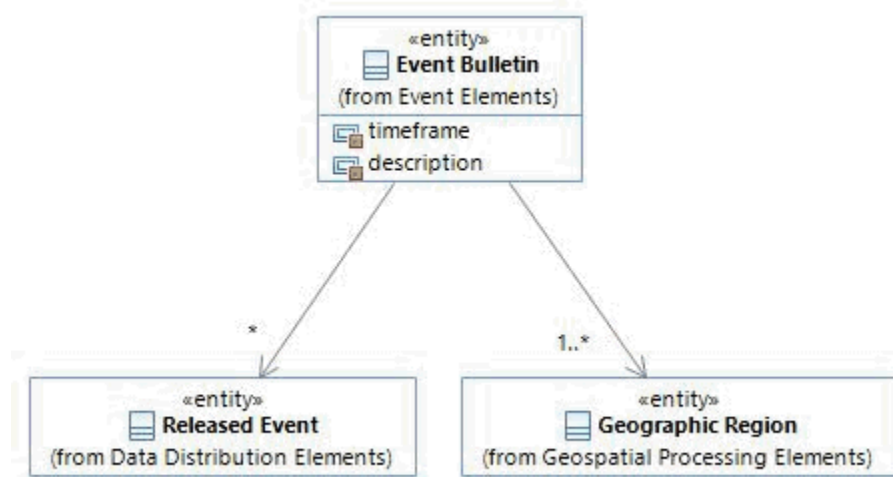 «entity»
Event Bulletin
(from Event Elements)
timeframe
description
*
1..*
«entity»
Released Event
(from Data Distribution Elements)
«entity»
Geographic Region
(from Geospatial Processing Elements)